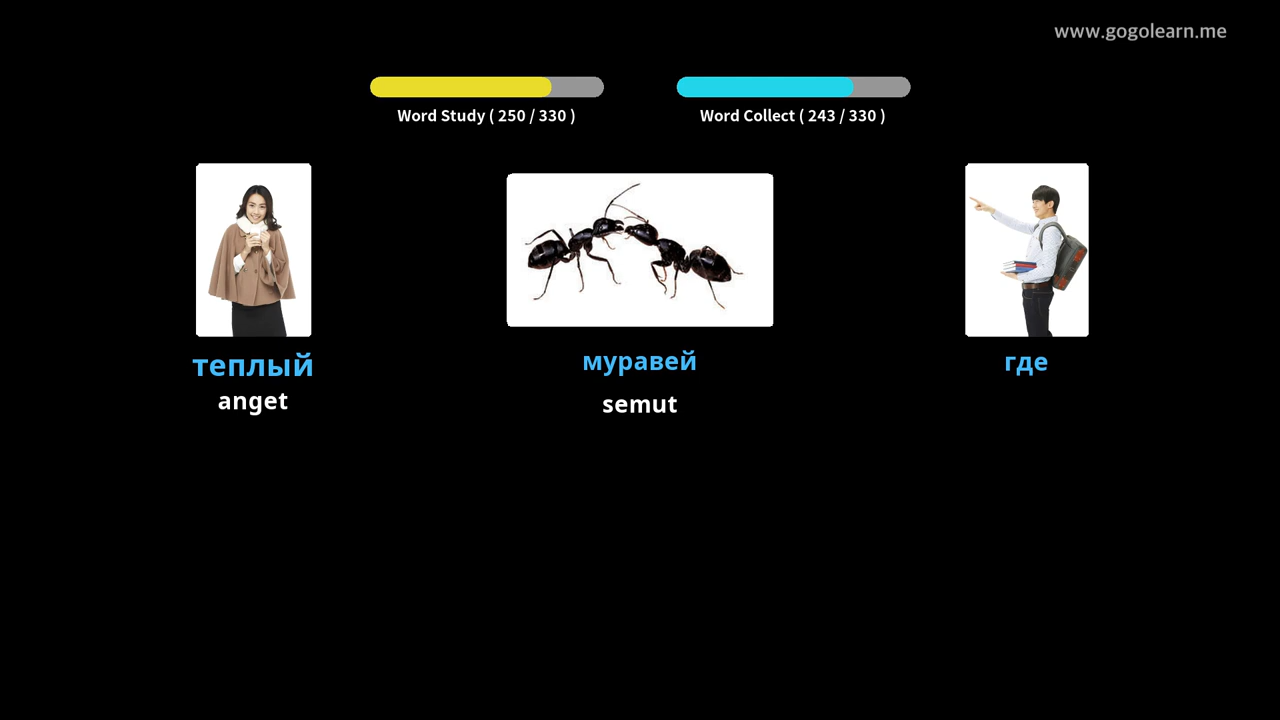 www.gogolearn.me
Word Study ( 250 / 330 )
Word Collect ( 243 / 330 )
теплый
anget
муравей
semut
где